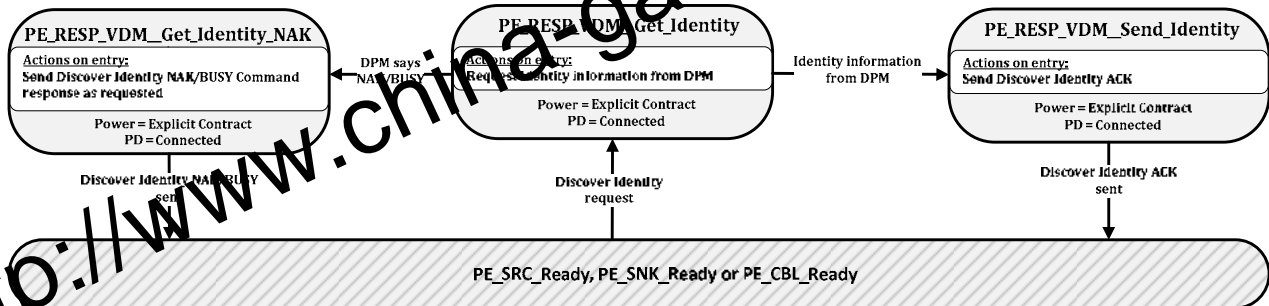 PE_RESP_VDM__Get_Identity_NAK
Actions on entry:
Send Discover Identity NAK/BUSY Command
response as requested
Power = Explicit Contract
PD = Connected
DPM says
NAK/BUSY
PE_RESP_VDM_Get_Identity
Actions on entry:
Request Identity information from DPM
Power = Explicit Contract
PD = Connected
Identity information
from DPM
PE_RESP_VDM__Send_Identity
Actions on entry:
Send Discover Identity ACK
Power = Explicit Contract
PD = Connected
Discover Identity NAK/BUSY
sent
Discover Identity
request
Discover Identity ACK
sent
PE_SRC_Ready, PE_SNK_Ready or PE_CBL_Ready
p://www.china-ga